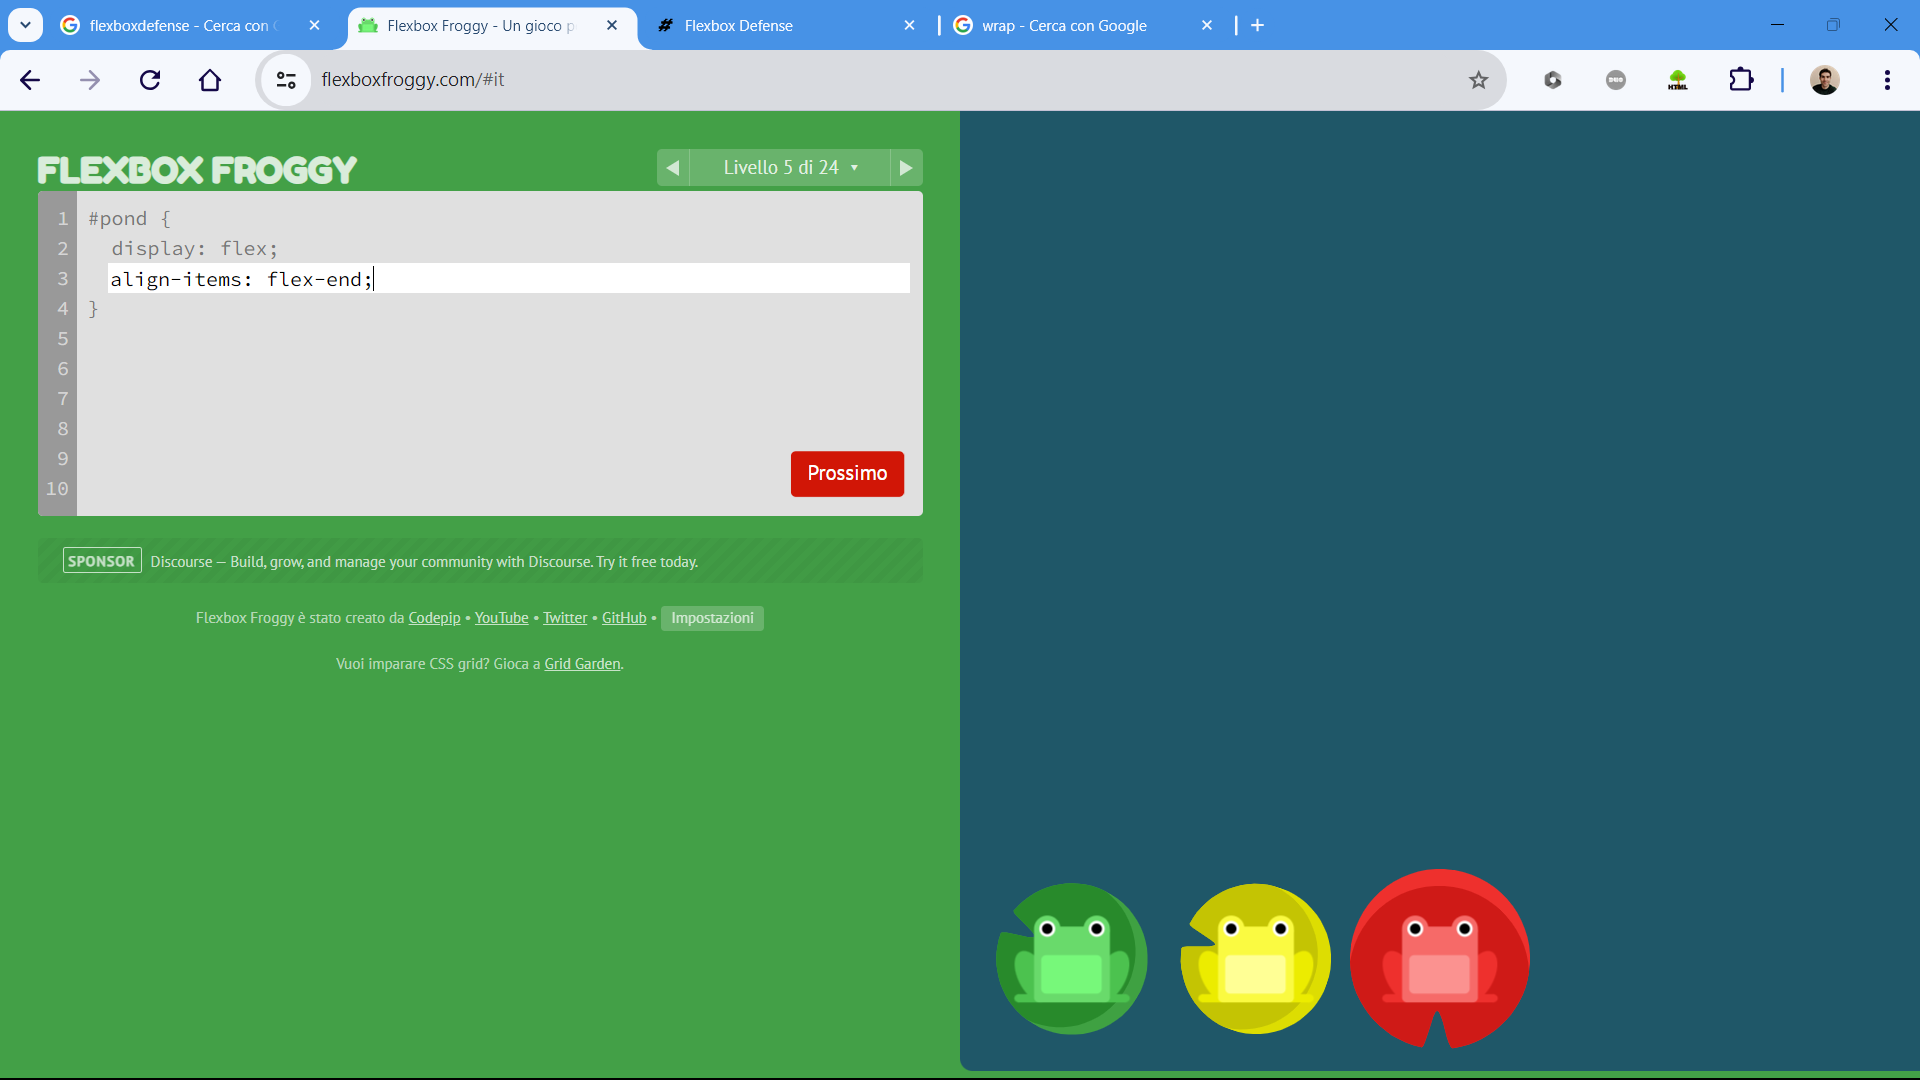 flexboxdefense - Cerca con G
Flexbox Froggy - Un gioco p
Flexbox Defense
wrap - Cerca con Google
flexboxfroggy.com/#it
HTML
FLEXBOX FROGGY
Livello 5 di 24
1 #pond {
2 display: flex;
3 align-items: flex-end;
4 }
5
6
7
8
9
10
Prossimo
SPONSOR Discourse — Build, grow, and manage your community with Discourse. Try it free today.
Flexbox Froggy è stato creato da Codepip • YouTube • Twitter • GitHub • Impostazioni
Vuoi imparare CSS grid? Gioca a Grid Garden.